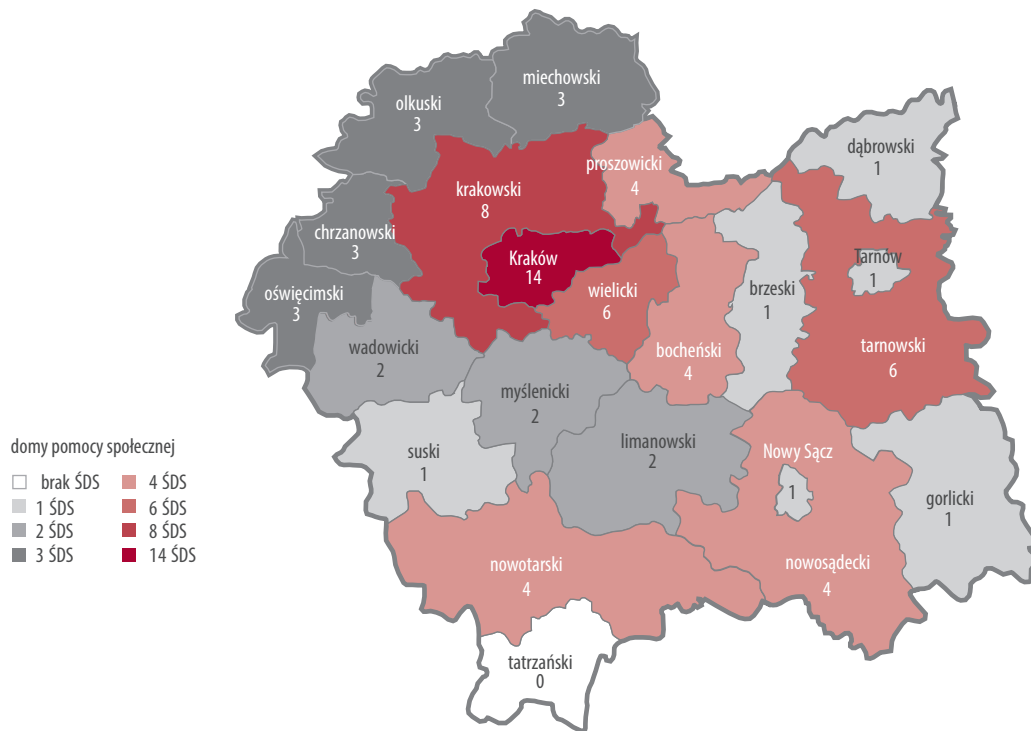 miechowski
3
olkuski
3
dąbrowski
1
proszowicki
4
krakowski
8
chrzanowski
3
Kraków
14
Tarnów
1
oświęcimski
3
wielicki
6
brzeski
1
wadowicki
2
bocheński
4
tarnowski
6
myślenicki
2
limanowski
2
suski
1
Nowy Sącz
1
gorlicki
1
nowotarski
4
nowosądecki
4
tatrzański
0
domy pomocy społecznej
brak ŚDS
1 ŚDS
2 ŚDS
3 ŚDS
4 ŚDS
6 ŚDS
8 ŚDS
14 ŚDS